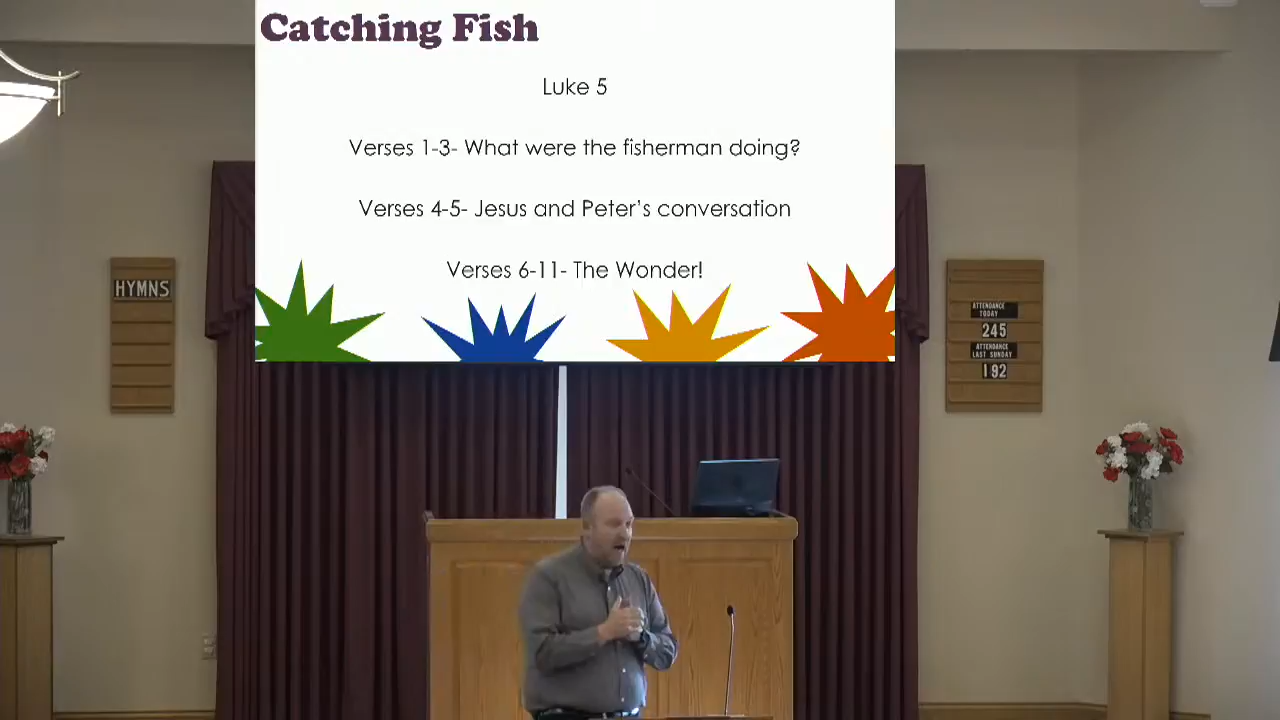 Catching Fish
Luke 5
Verses 1-3- What were the fisherman doing?
Verses 4-5- Jesus and Peter's conversation
Verses 6-11- The Wonder!
HYMNS
ATTENDANCE
TODAY
245
ATTENDANCE
LAST SUNDAY
192